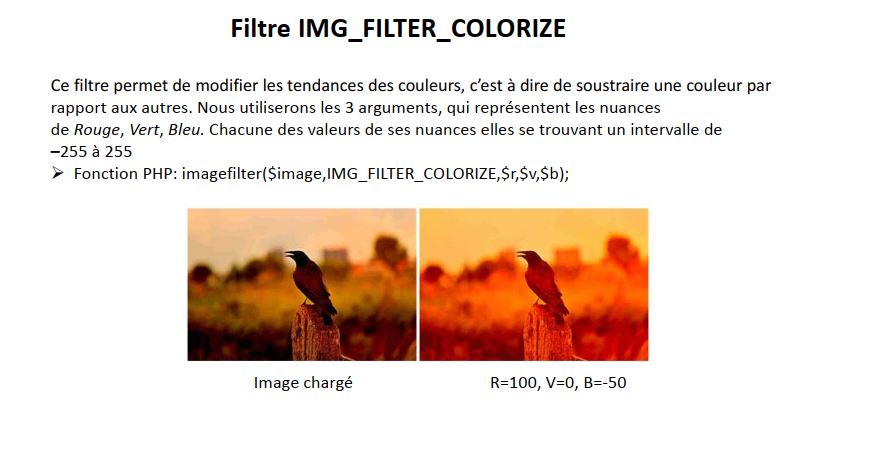 Filtre IMG_FILTER_COLORIZE
Ce filtre permet de modifier les tendances des couleurs, c’est à dire de soustraire une couleur par
rapport aux autres. Nous utiliserons les 3 arguments, qui représentent les nuances
de Rouge, Vert, Bleu. Chacune des valeurs de ses nuances elles se trouvant un intervalle de
–255 à 255
➢ Fonction PHP: imagefilter($image,IMG_FILTER_COLORIZE,$r,$v,$b);
Image chargé
R=100, V=0, B=-50